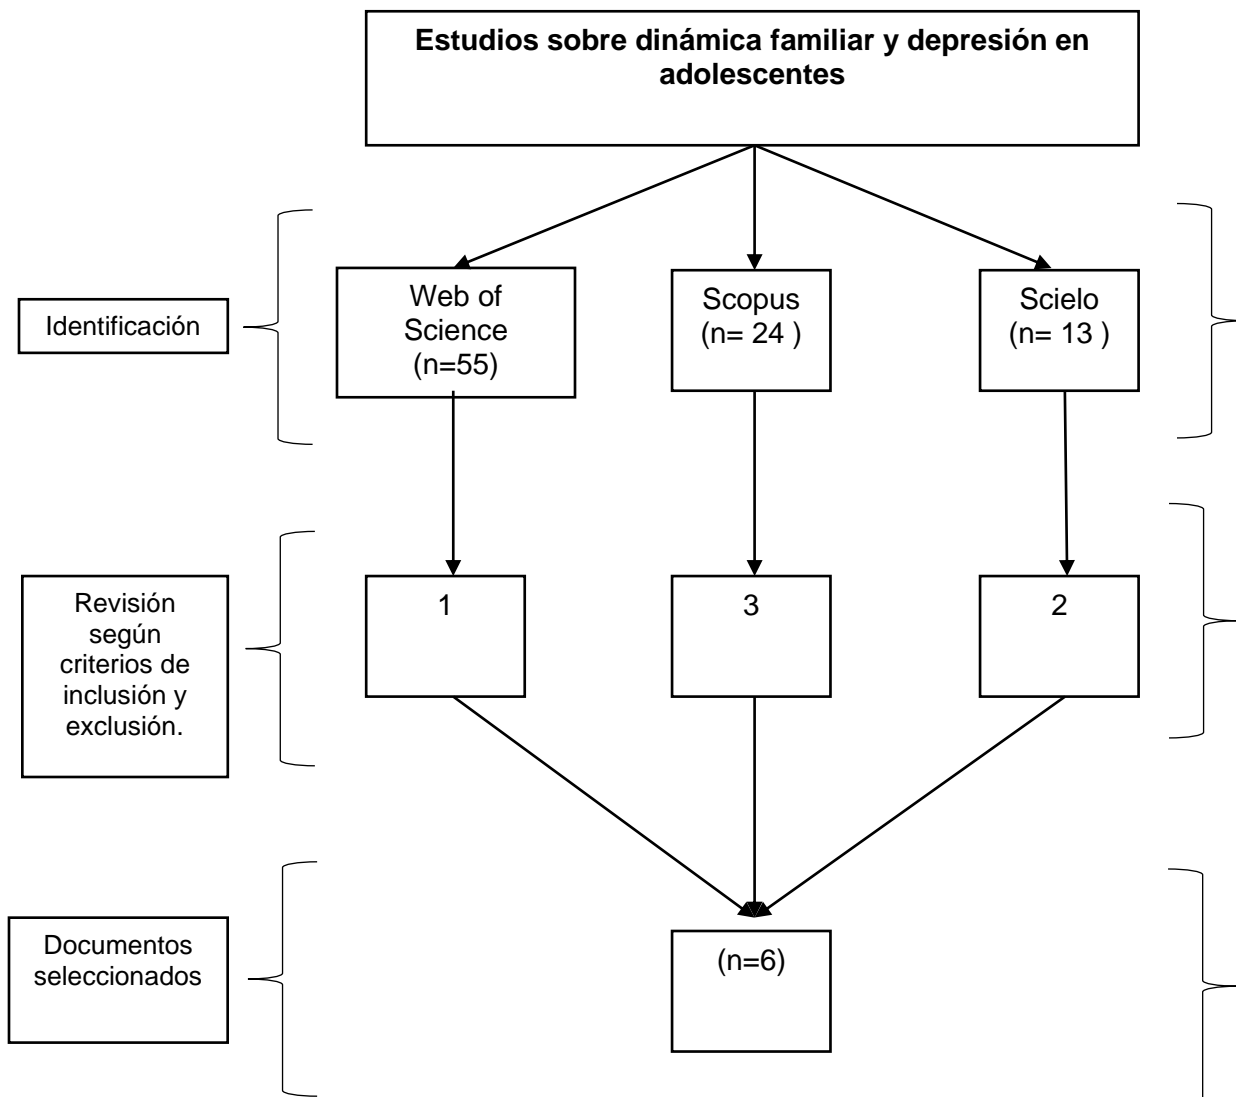 Estudios sobre dinámica familiar y depresión en
adolescentes
Identificación
Web of
Science
(n=55)
Scopus
(n= 24 )
Scielo
(n= 13 )
Revisión
según
criterios de
inclusión y
exclusión.
1
3
2
Documentos
seleccionados
(n=6)